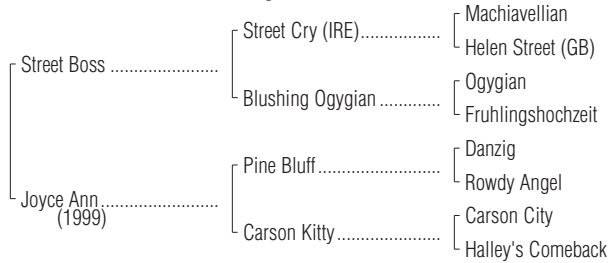 Machiavellian
Street Cry (IRE)..................
Helen Street (GB)
Street Boss ........................
Ogygian
Blushing Ogygian .............
Fruhlingshochzeit
Danzig
Pine Bluff...........................
Rowdy Angel
Joyce Ann..........................
(1999)
Carson City
Carson Kitty.......................
Halley's Comeback